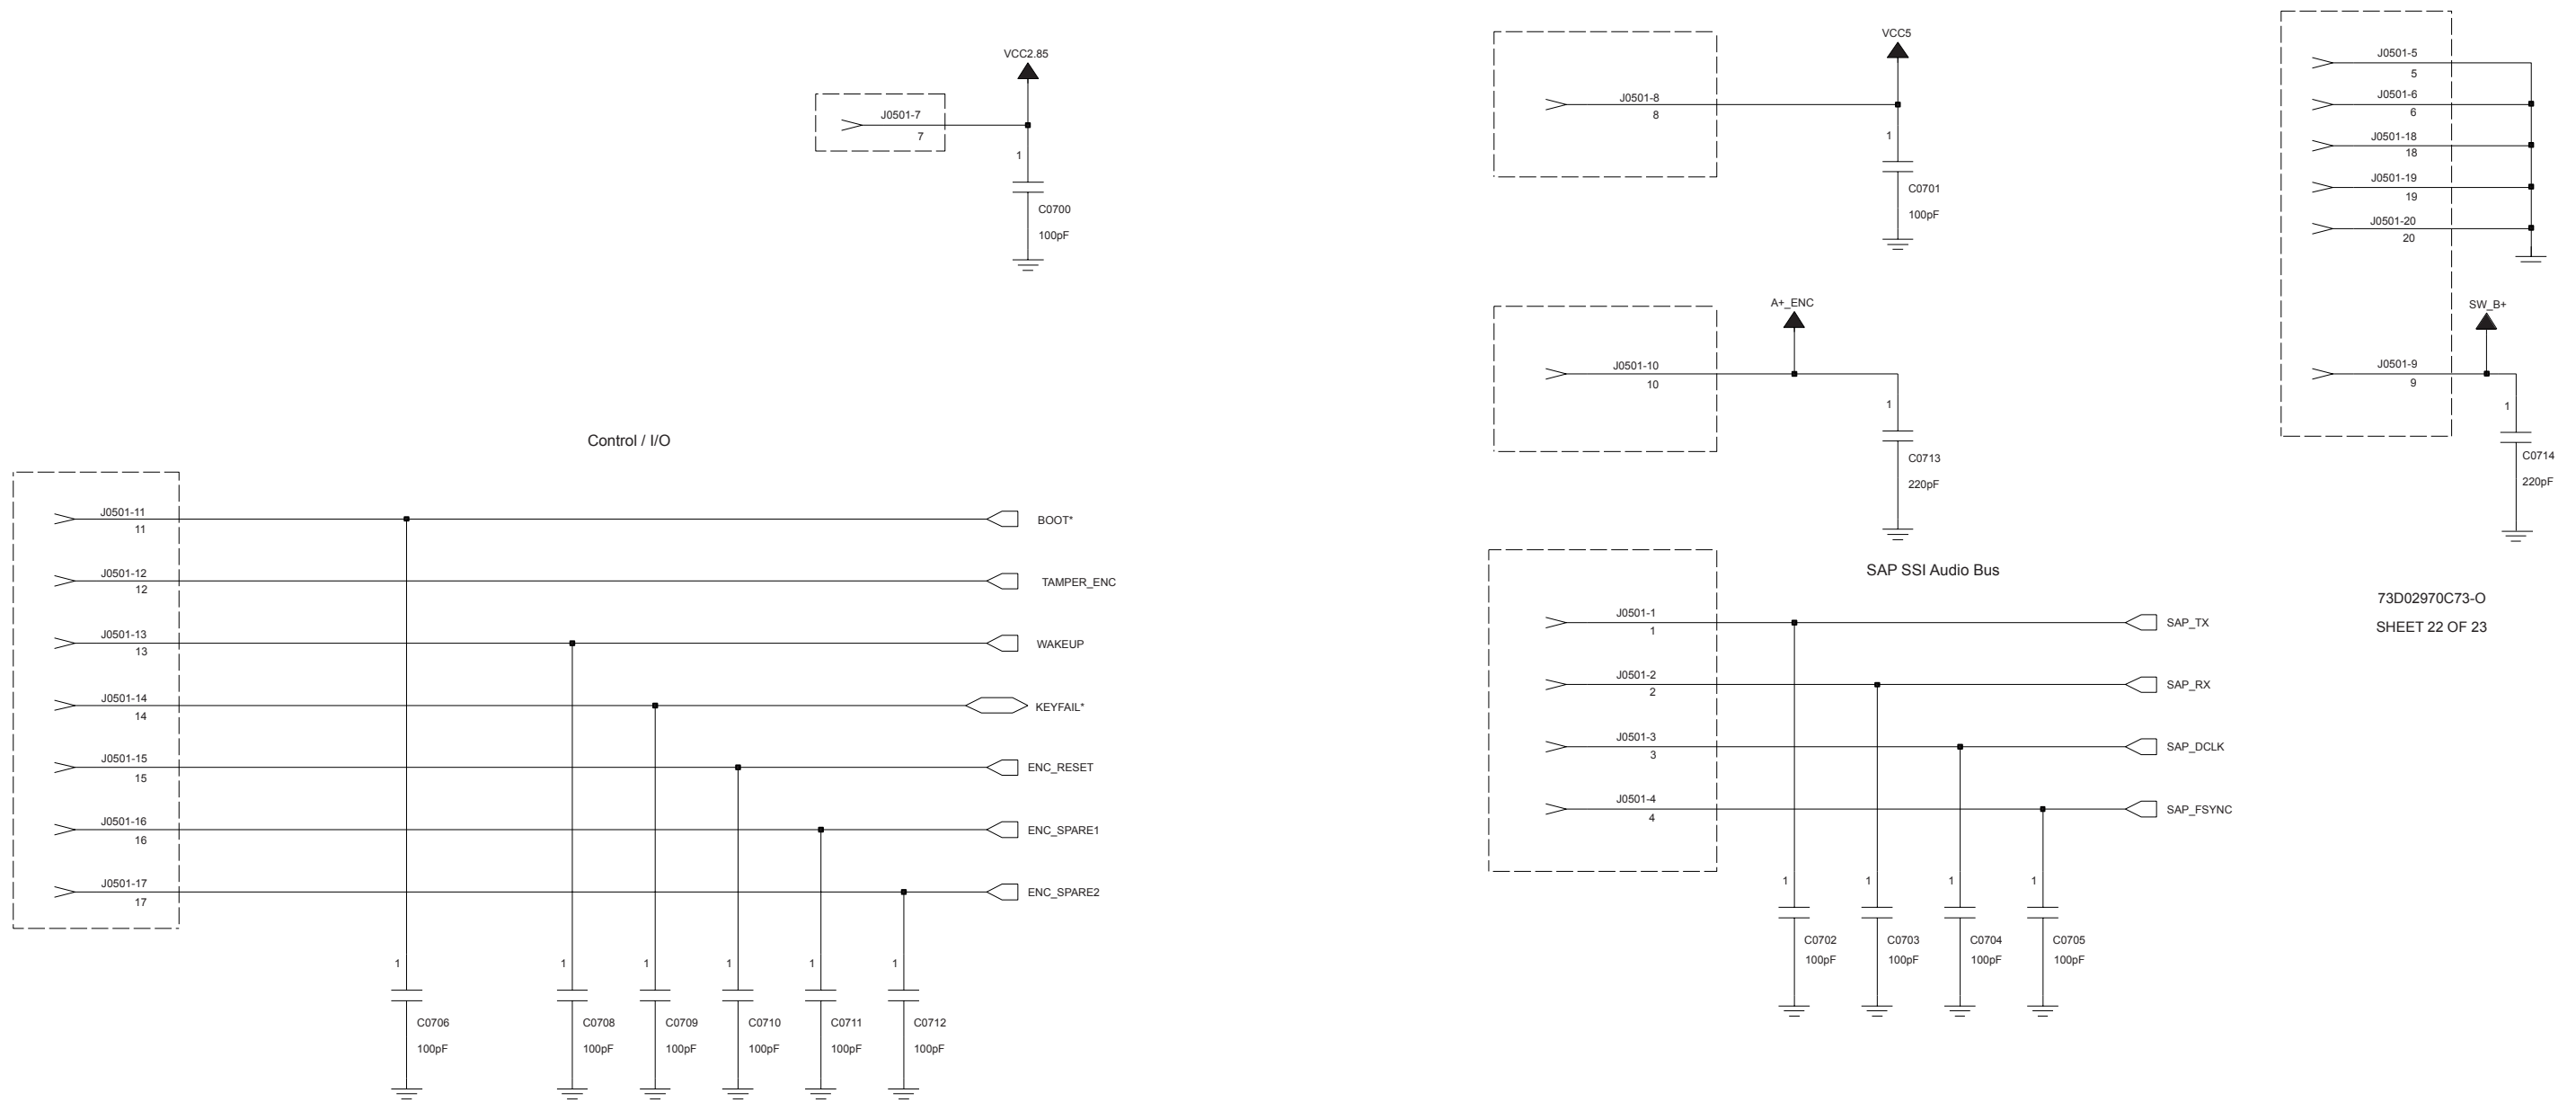 VCC2.85
J0501-7
7
1
C0700
100pF
VCC5
J0501-8
8
1
C0701
100pF
J0501-5
5
J0501-6
6
J0501-18
18
J0501-19
19
J0501-20
20
A+_ENC
J0501-10
10
1
C0713
220pF
SW_B+
J0501-9
9
1
C0714
220pF
Control / I/O
J0501-11
11
BOOT*
J0501-12
12
TAMPER_ENC
J0501-13
13
WAKEUP
J0501-14
14
KEYFAIL*
J0501-15
15
ENC_RESET
J0501-16
16
ENC_SPARE1
J0501-17
17
ENC_SPARE2
1 1 1 1 1 1
C0706 C0708 C0709 C0710 C0711 C0712
100pF 100pF 100pF 100pF 100pF 100pF
SAP SSI Audio Bus
J0501-1
1
SAP_TX
J0501-2
2
SAP_RX
J0501-3
3
SAP_DCLK
J0501-4
4
SAP_FSYNC
1 1 1 1
C0702 C0703 C0704 C0705
100pF 100pF 100pF 100pF
73D02970C73-O
SHEET 22 OF 23